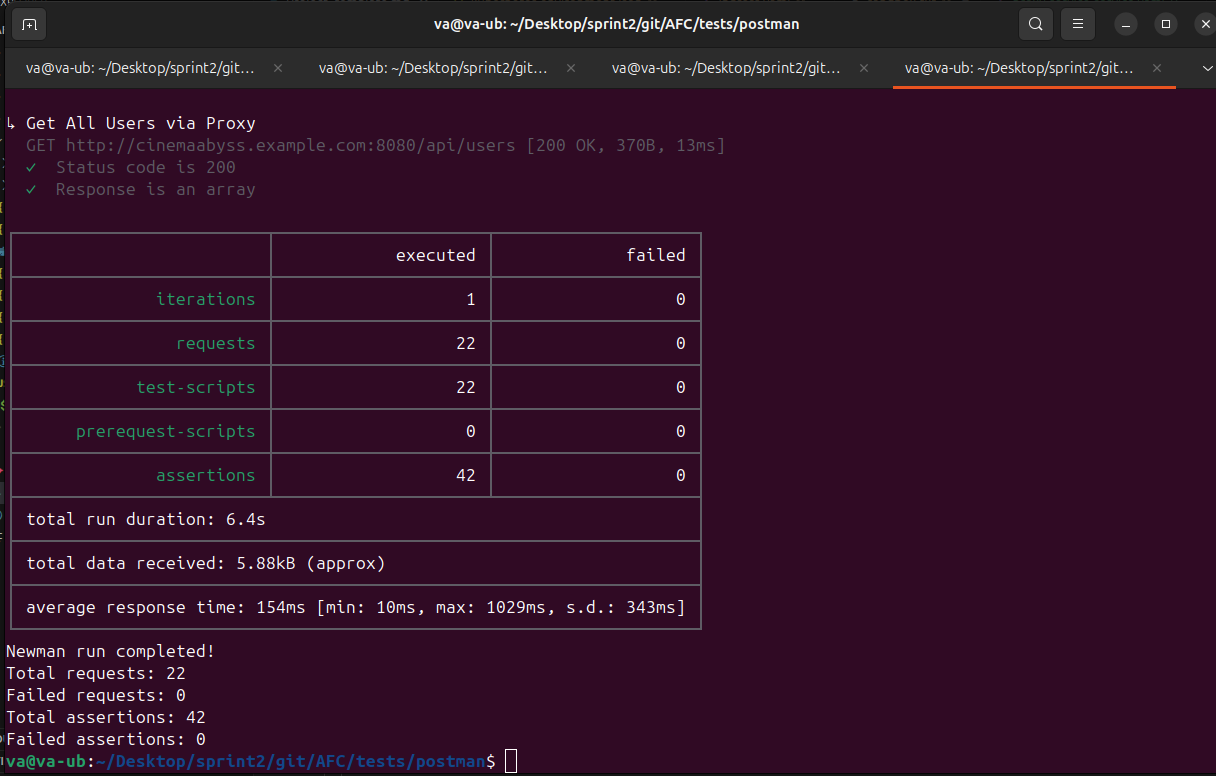 va@va-ub: ~/Desktop/sprint2/git/AFC/tests/postman
va@va-ub: ~/Desktop/sprint2/git... va@va-ub: ~/Desktop/sprint2/git... va@va-ub: ~/Desktop/sprint2/git... va@va-ub: ~/Desktop/sprint2/git...
↳ Get All Users via Proxy
GET http://cinemaabyss.example.com:8080/api/users [200 OK, 370B, 13ms]
✓ Status code is 200
✓ Response is an array
executed failed
iterations 1 0
requests 22 0
test-scripts 22 0
prerequest-scripts 0 0
assertions 42 0
total run duration: 6.4s
total data received: 5.88kB (approx)
average response time: 154ms [min: 10ms, max: 1029ms, s.d.: 343ms]
Newman run completed!
Total requests: 22
Failed requests: 0
Total assertions: 42
Failed assertions: 0
va@va-ub:~/Desktop/sprint2/git/AFC/tests/postman$